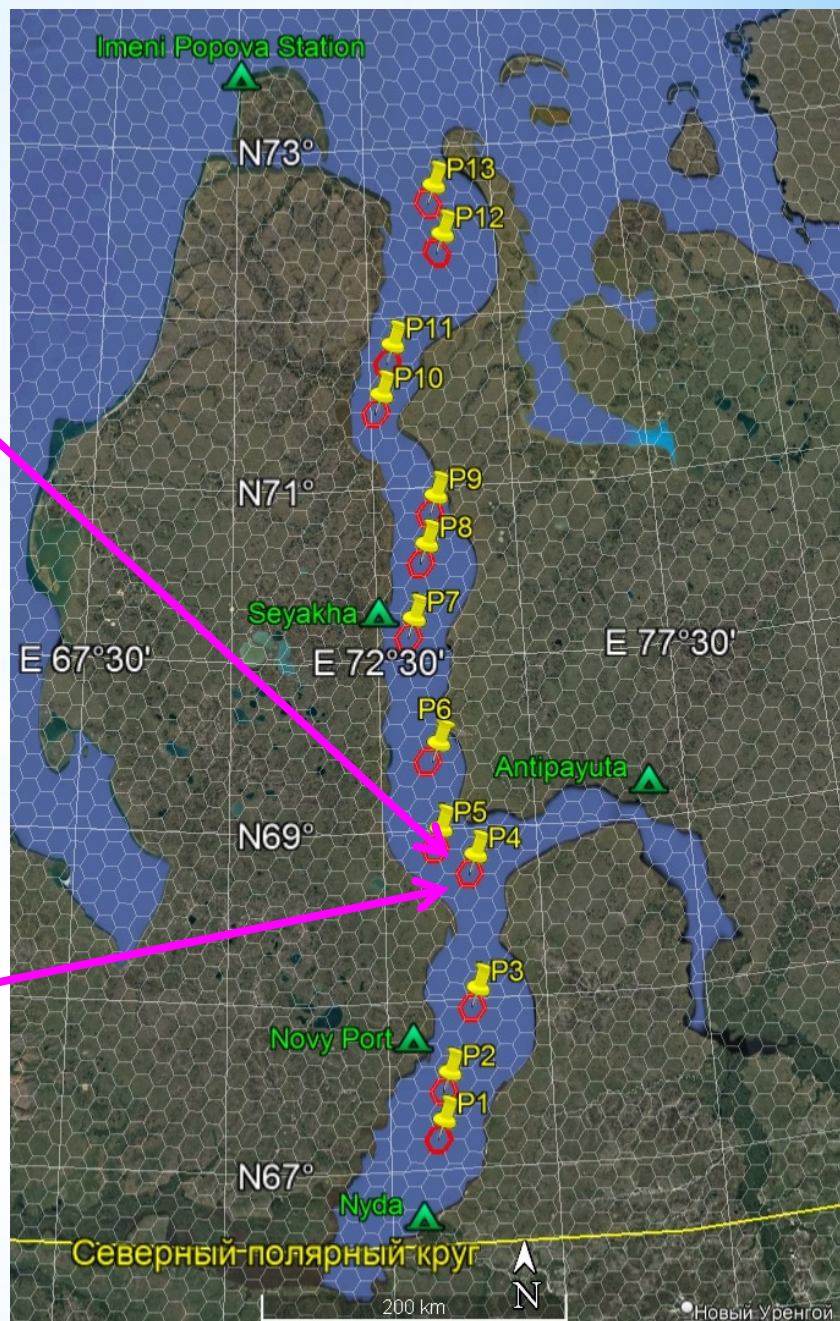 Imeni Popova Station
N73°
P13
P12
P11
P10
N71°
P9
P8
Seyakha
P7
E 67°30'
E 72°30'
E 77°30'
P6
Antipayuta
P5
N69°
P4
P3
Novy Port
P2
P1
N67°
Nyda
Северный полярный круг
N
200 km
Новый Уренгой